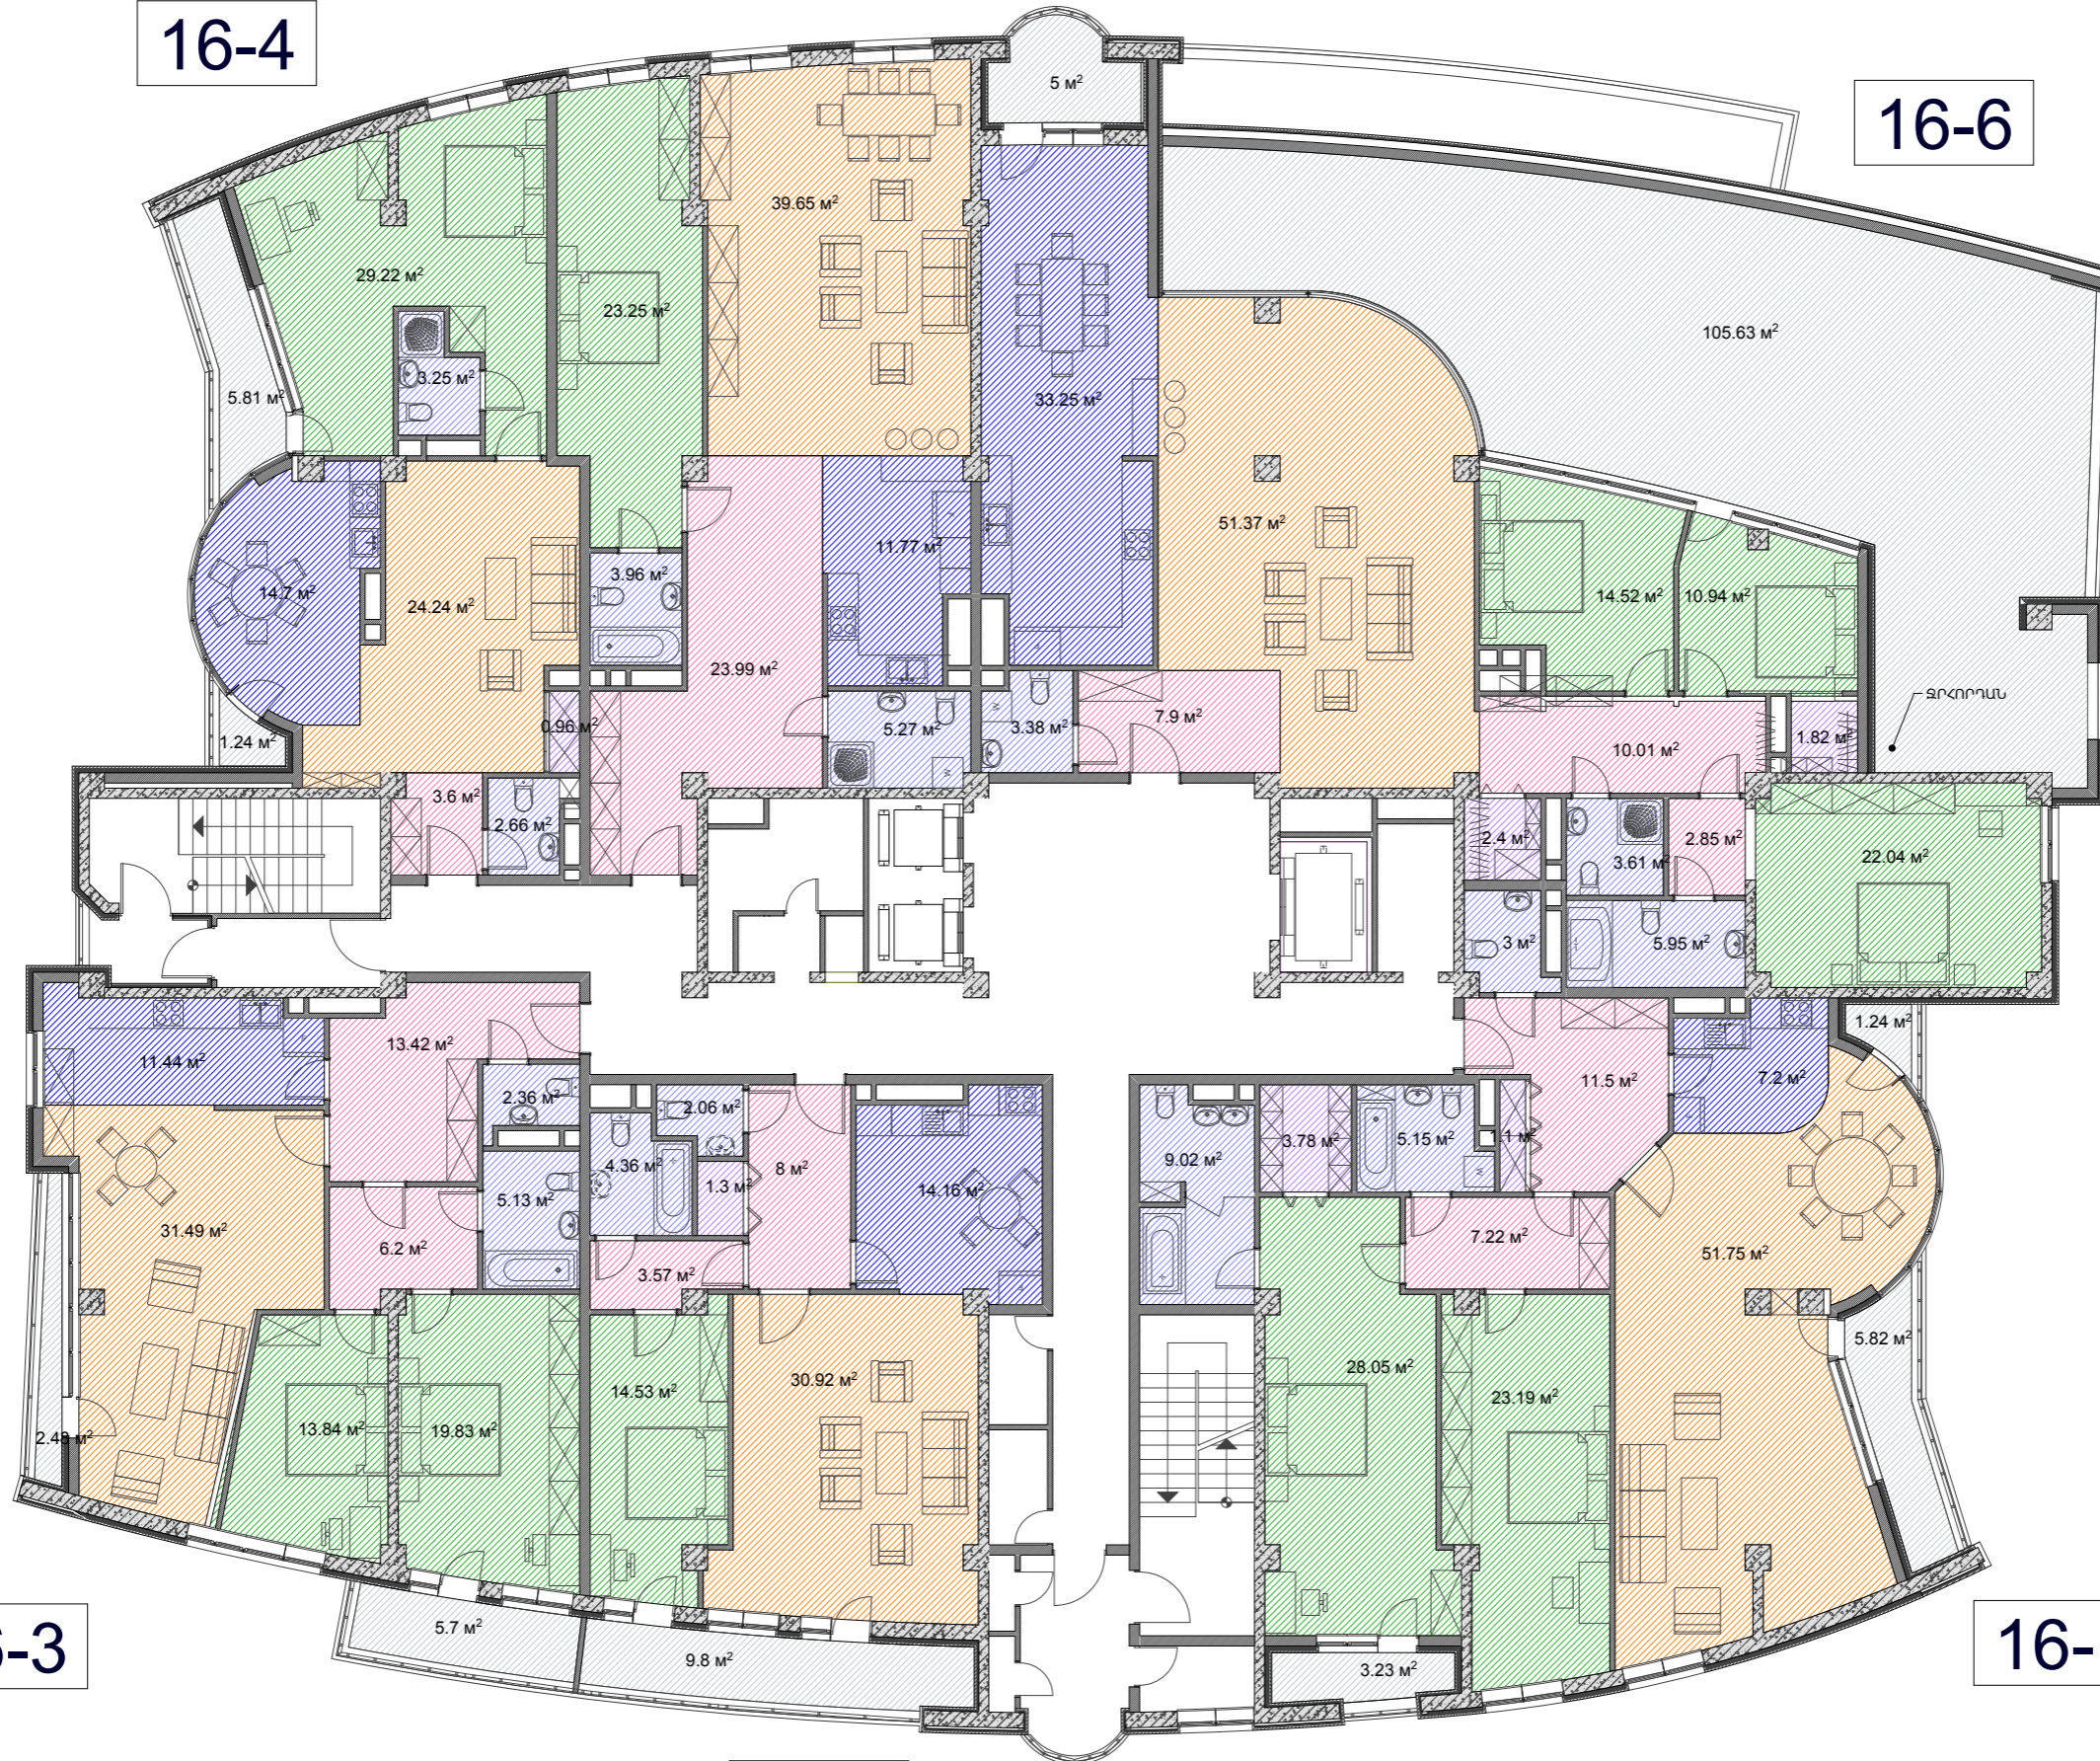 16-4
5 м²
16-6
39.65 м²
29.22 м²
23.25 м²
105.63 м²
3.25 м²
5.81 м²
33.25 м²
51.37 м²
11.77 м²
3.96 м²
14.7 м²
24.24 м²
14.52 м²
10.94 м²
23.99 м²
ՋՐՀՈՐԴԱՆ
0.96 м²
5.27 м²
3.38 м²
7.9 м²
1.24 м²
10.01 м²
1.82 м²
3.6 м²
2.66 м²
2.4 м²
3.61 м²
2.85 м²
22.04 м²
3 м²
5.95 м²
13.42 м²
1.24 м²
11.44 м²
11.5 м²
7.2 м²
2.36 м²
2.06 м²
4.36 м²
8 м²
9.02 м²
3.78 м²
5.15 м²
1.1 м²
1.3 м²
14.16 м²
5.13 м²
31.49 м²
6.2 м²
7.22 м²
51.75 м²
3.57 м²
5.82 м²
28.05 м²
30.92 м²
14.53 м²
23.19 м²
13.84 м²
19.83 м²
2.48 м²
5.7 м²
9.8 м²
3.23 м²
-3
16-